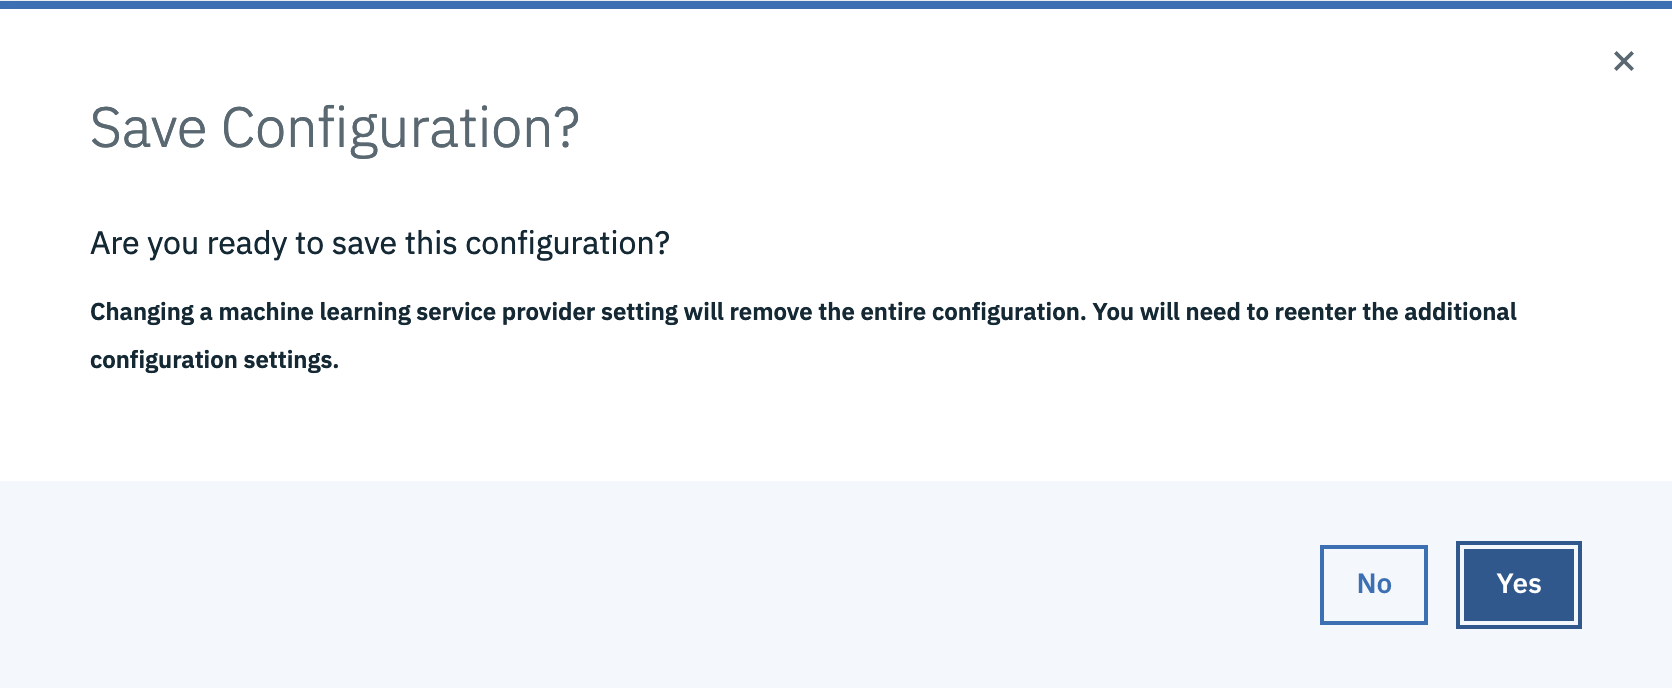 Save Configuration?
Are you ready to save this configuration?
Changing a machine learning service provider setting will remove the entire configuration. You will need to reenter the additional
configuration settings.
No
Yes